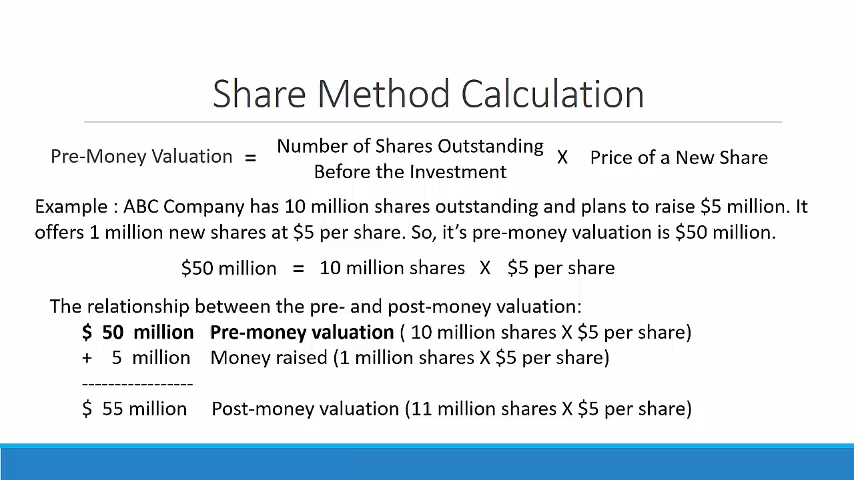 Share Method Calculation
Pre-Money Valuation = Number of Shares Outstanding Before the Investment X Price of a New Share
Example : ABC Company has 10 million shares outstanding and plans to raise $5 million. It
offers 1 million new shares at $5 per share. So, it's pre-money valuation is $50 million.
$50 million = 10 million shares X $5 per share
The relationship between the pre- and post-money valuation:
$ 50 million Pre-money valuation ( 10 million shares X $5 per share)
+ 5 million Money raised (1 million shares X $5 per share)
-----------------
$ 55 million Post-money valuation (11 million shares X $5 per share)